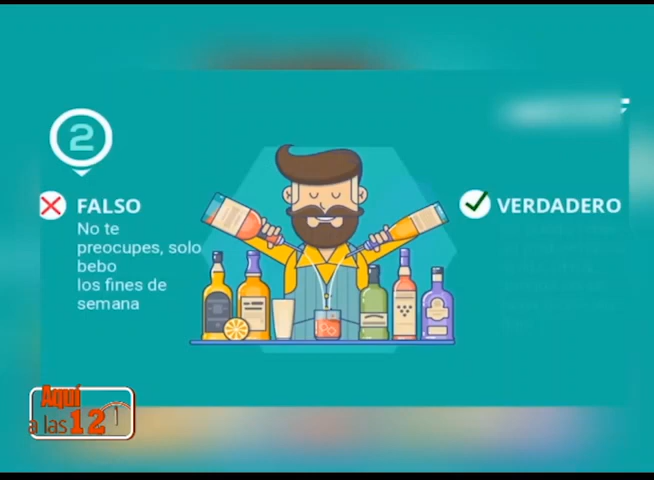 2
FALSO
No te
preocupes, solo
bebo
los fines de
semana
VERDADERO
Aquí
a las 12